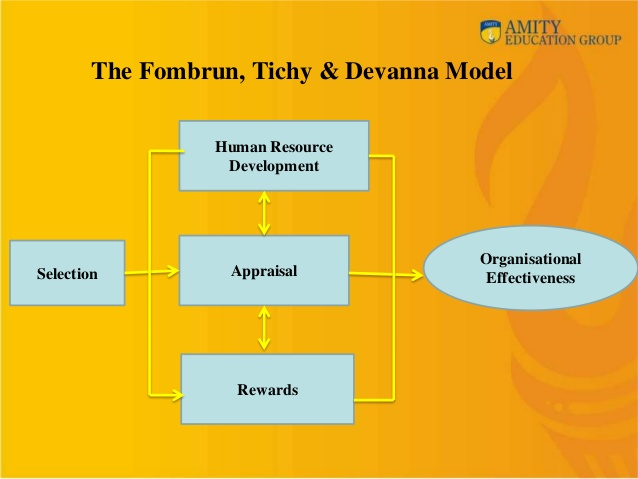 AMITY
EDUCATION GROUP
The Fombrun, Tichy & Devanna Model
Human Resource
Development
Selection
Appraisal
Organisational
Effectiveness
Rewards